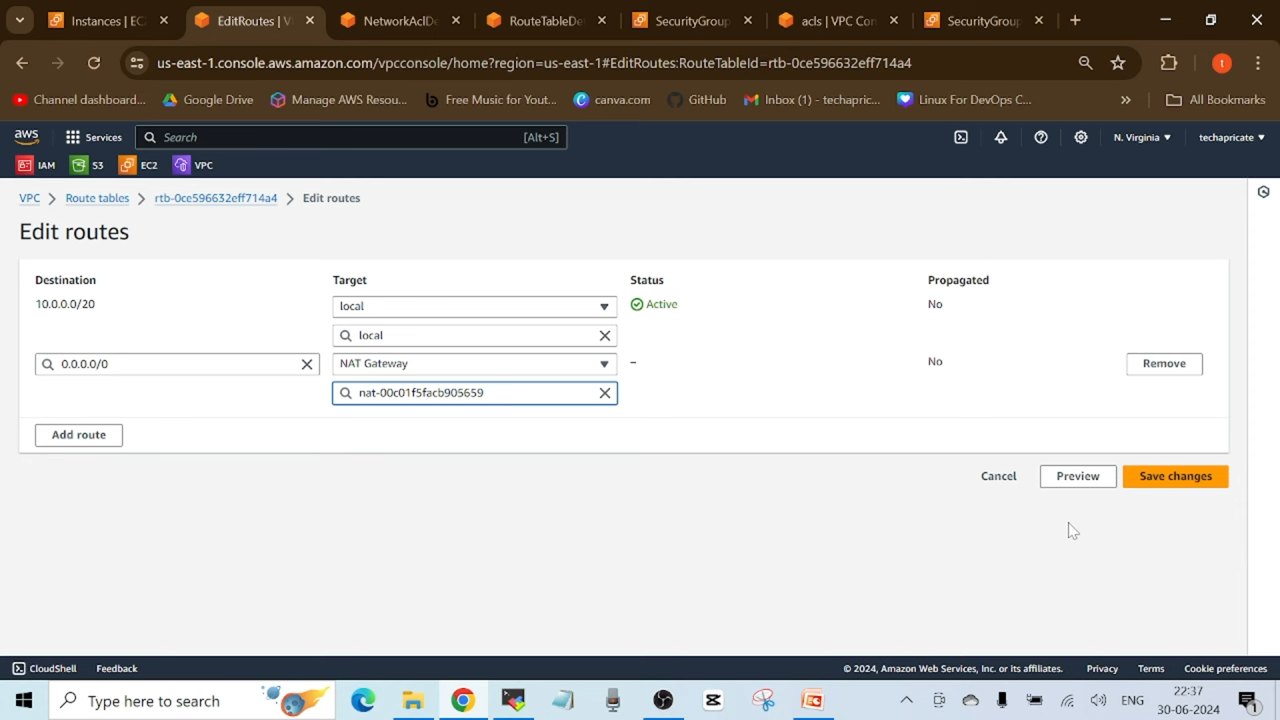 Instances | EC2
EditRoutes | V
NetworkAclDe
RouteTableDe
SecurityGroup
acls | VPC Con
SecurityGroup
us-east-1.console.aws.amazon.com/vpcconsole/home?region=us-east-1#EditRoutes:RouteTableId=rtb-0ce596632eff714a4
t
Channel dashboard...
Google Drive
Manage AWS Resou...
Free Music for Yout...
canva.com
GitHub
Inbox (1) - techapric...
Linux For DevOps C...
All Bookmarks
aws
Services
Search
[Alt+S]
N. Virginia
techapricate
IAM
S3
EC2
VPC
VPC
Route tables
rtb-0ce596632eff714a4
Edit routes
Edit routes
Destination
Target
Status
Propagated
10.0.0.0/20
local
Active
No
local
0.0.0.0/0
NAT Gateway
–
No
Remove
nat-00c01f5facb905659
Add route
Cancel
Preview
Save changes
CloudShell
Feedback
© 2024, Amazon Web Services, Inc. or its affiliates.
Privacy
Terms
Cookie preferences
Type here to search
ENG
22:37
30-06-2024
1